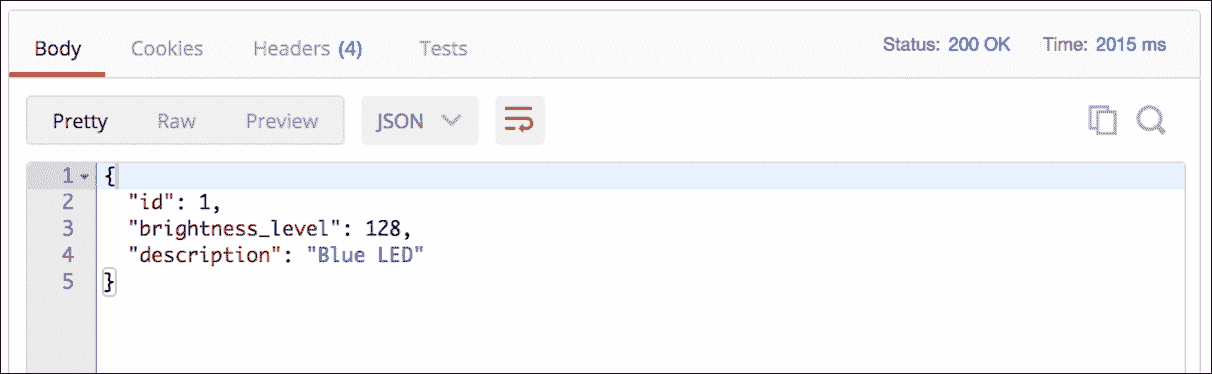 Body Cookies Headers (4) Tests Status: 200 OK Time: 2015 ms
Pretty Raw Preview JSON
1 {
2 "id": 1,
3 "brightness_level": 128,
4 "description": "Blue LED"
5 }